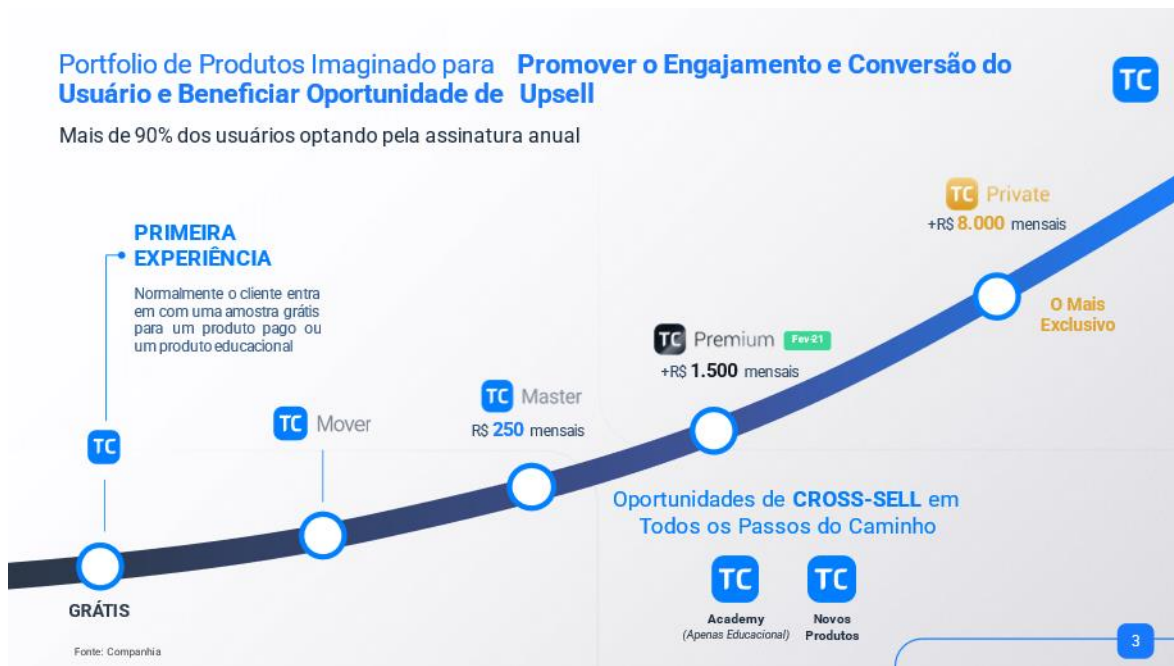 Portfolio de Produtos Imaginado para Promover o Engajamento e Conversão do
Usuário e Beneficiar Oportunidade de Upsell
TC
Mais de 90% dos usuários optando pela assinatura anual
TC Private
+R$ 8.000 mensais
O Mais
Exclusivo
PRIMEIRA
EXPERIÊNCIA
Normalmente o cliente entra
em com uma amostra grátis
para um produto pago ou
um produto educacional
TC Premium Fev-21
+R$ 1.500 mensais
TC Master
R$ 250 mensais
TC Mover
TC
GRÁTIS
Oportunidades de CROSS-SELL em
Todos os Passos do Caminho
TC TC
Academy
(Apenas Educacional)
Novos
Produtos
Fonte: Companhia
3